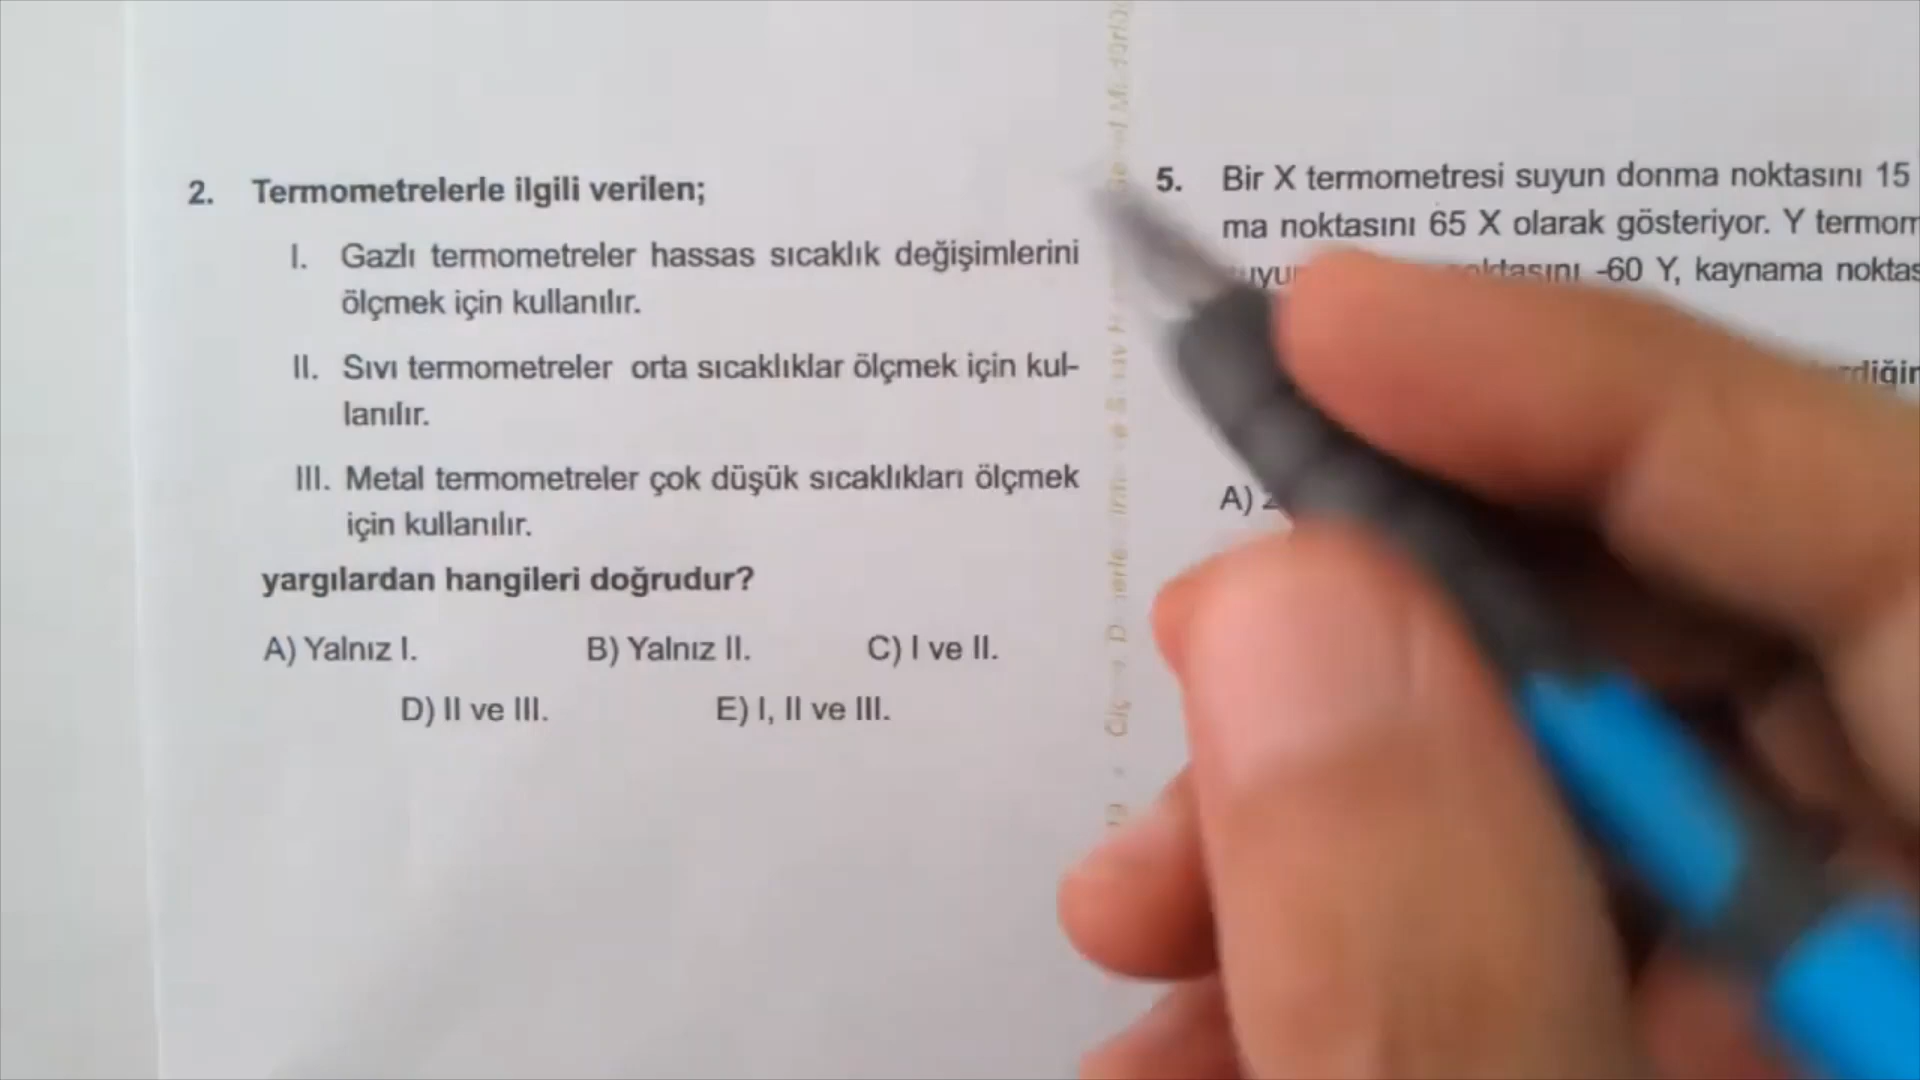 2. Termometrelerle ilgili verilen;
I. Gazlı termometreler hassas sıcaklık değişimlerini
ölçmek için kullanılır.
II. Sıvı termometreler orta sıcaklıklar ölçmek için kul-
lanılır.
III. Metal termometreler çok düşük sıcaklıkları ölçmek
için kullanılır.
yargılardan hangileri doğrudur?
A) Yalnız I. B) Yalnız II. C) I ve II.
D) II ve III. E) I, II ve III.
5. Bir X termometresi suyun donma noktasını 15
ma noktasını 65 X olarak gösteriyor. Y termom
-60 Y, kaynama noktas
A)